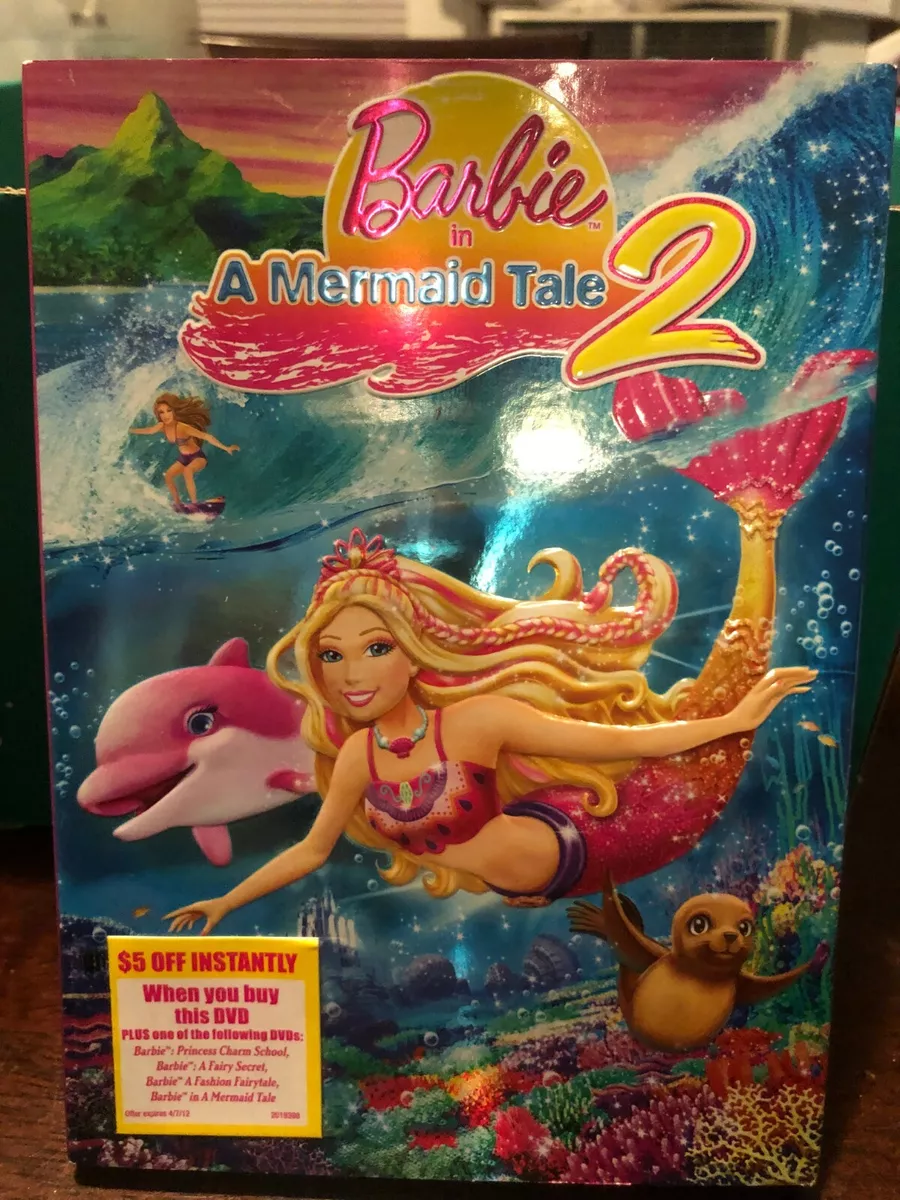 Barbie™
in
A Mermaid Tale 2
$5 OFF INSTANTLY
When you buy
this DVD
PLUS one of the following DVDs:
Barbie™: Princess Charm School,
Barbie™: A Fairy Secret,
Barbie™ A Fashion Fairytale,
Barbie™ in A Mermaid Tale
Offer expires 4/7/12 2019398